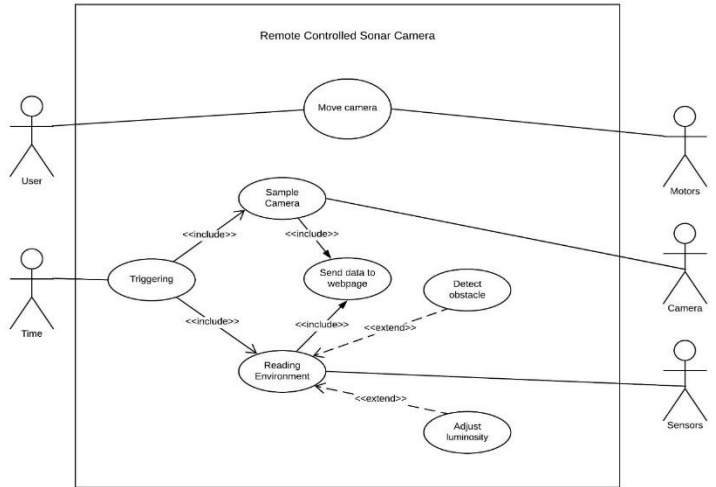 Remote Controlled Sonar Camera
Move camera
User
Motors
Sample
Camera
<<include>>
<<include>>
Triggering
Send data to
webpage
Detect
obstacle
Time
Camera
<<include>>
<<include>>
<<extend>>
Reading
Environment
<<extend>>
Adjust
luminosity
Sensors